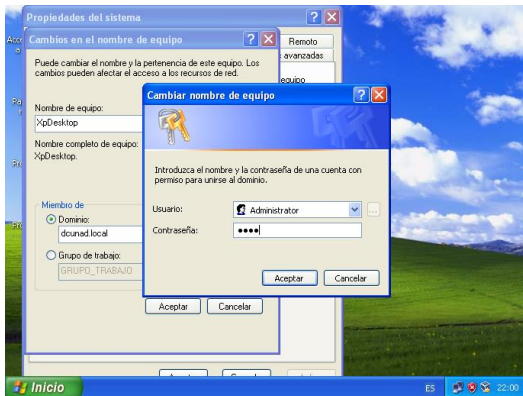 Propiedades del sistema
Cambios en el nombre de equipo
Remoto
avanzadas
equipo
Puede cambiar el nombre y la pertenencia de este equipo. Los
cambios pueden afectar el acceso a los recursos de red.
Nombre de equipo:
XpDesktop
Nombre completo de equipo:
XpDesktop.
Miembro de
Dominio:
dcunad.local
Grupo de trabajo:
GRUPO_TRABAJO
Aceptar
Cancelar
Cambiar nombre de equipo
Introduzca el nombre y la contraseña de una cuenta con
permiso para unirse al dominio.
Usuario:
Administrator
...
Contraseña:
●●●●
Aceptar
Cancelar
Inicio
ES
22:00